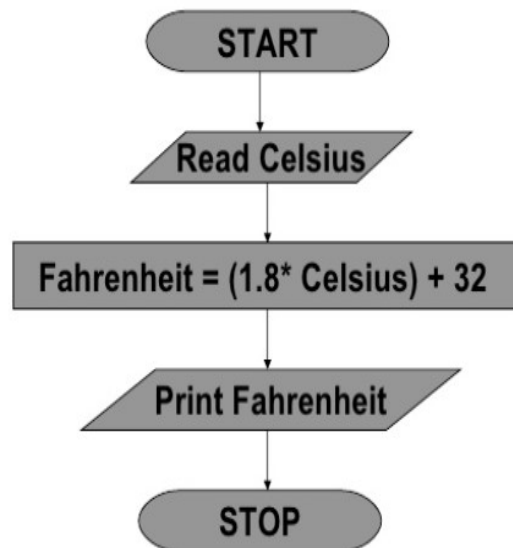 START
Read Celsius
Fahrenheit = (1.8* Celsius) + 32
Print Fahrenheit
STOP